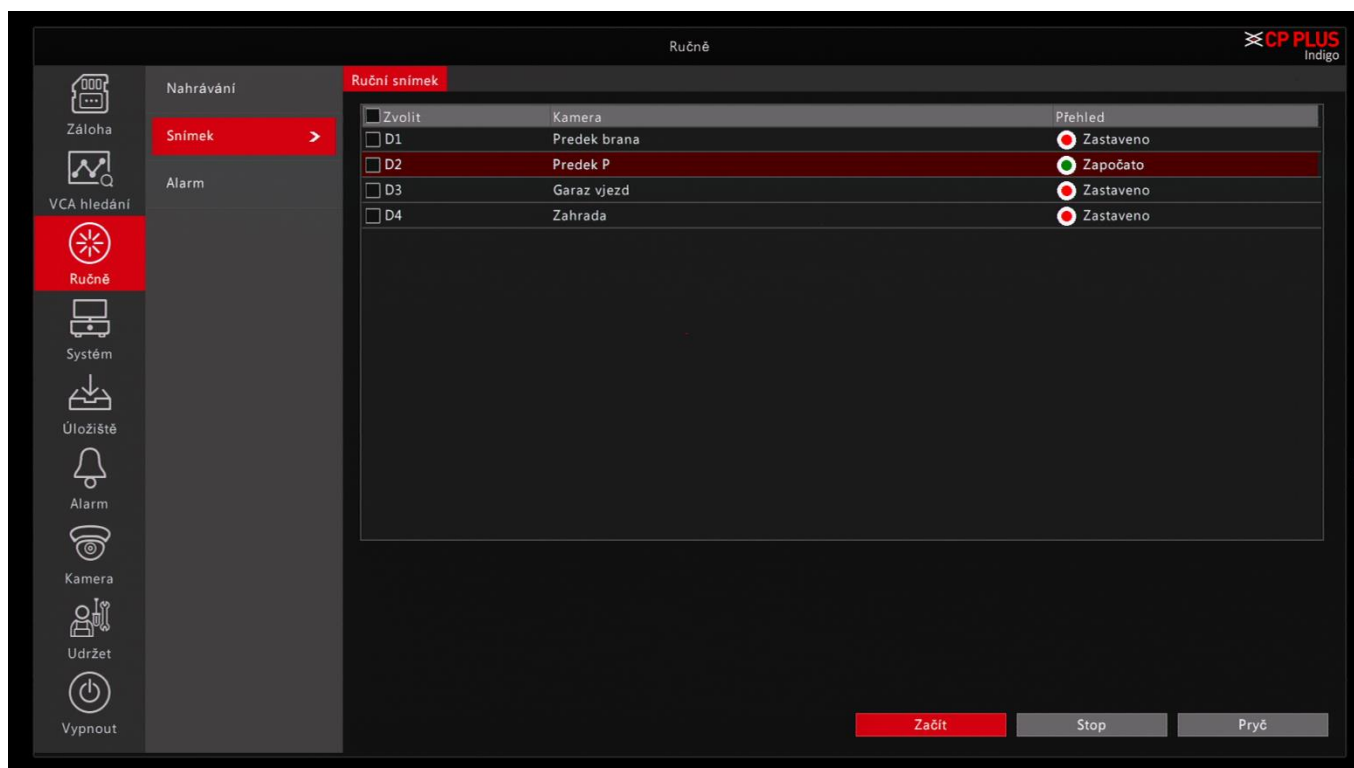 Ručně
CP PLUS
Indigo
Záloha
VCA hledání
Ručně
Systém
Úložiště
Alarm
Kamera
Udržet
Vypnout
Nahrávání
Snímek >
Alarm
Ruční snímek
Zvolit Kamera Přehled
D1 Predek brana Zastaveno
D2 Predek P Započato
D3 Garaz vjezd Zastaveno
D4 Zahrada Zastaveno
Začít Stop Pryč